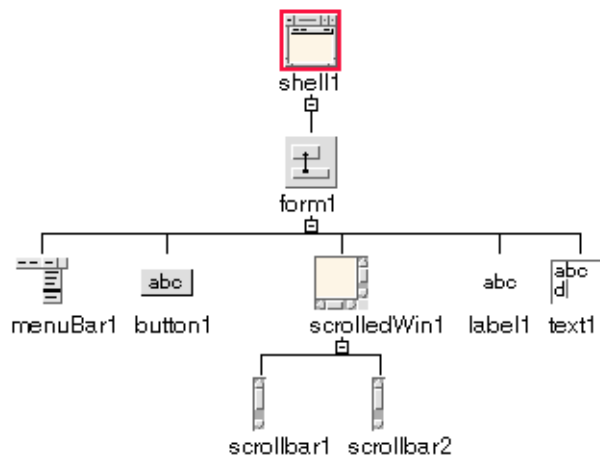 shell1
form1
abc
abc
abc
d
menuBar1
button1
scrolledWin1
label1
text1
scrollbar1
scrollbar2